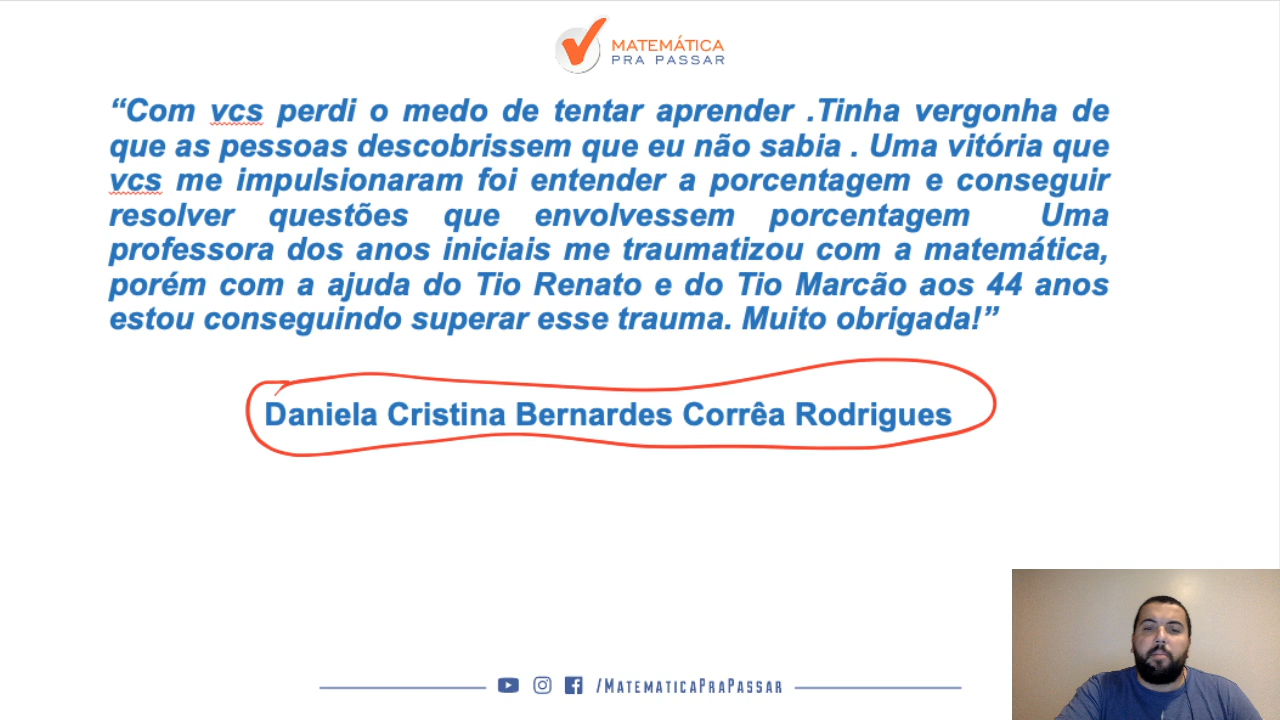 MATEMÁTICA
PRA PASSAR
“Com vcs perdi o medo de tentar aprender .Tinha vergonha de
que as pessoas descobrissem que eu não sabia . Uma vitória que
vcs me impulsionaram foi entender a porcentagem e conseguir
resolver questões que envolvessem porcentagem Uma
professora dos anos iniciais me traumatizou com a matemática,
porém com a ajuda do Tio Renato e do Tio Marcão aos 44 anos
estou conseguindo superar esse trauma. Muito obrigada!”
Daniela Cristina Bernardes Corrêa Rodrigues
/MATEMATICAPRAPASSAR